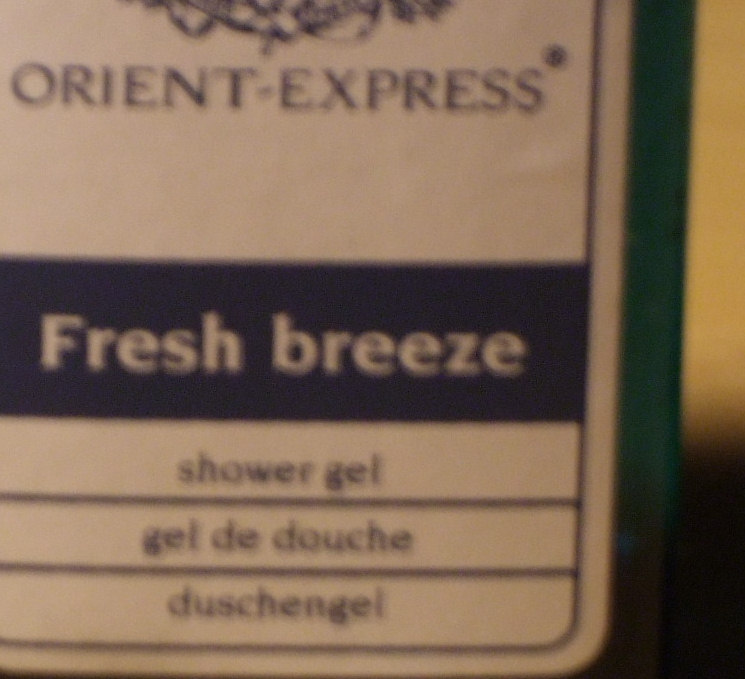 ORIENT-EXPRESS®
Fresh breeze
shower gel
gel de douche
duschengel